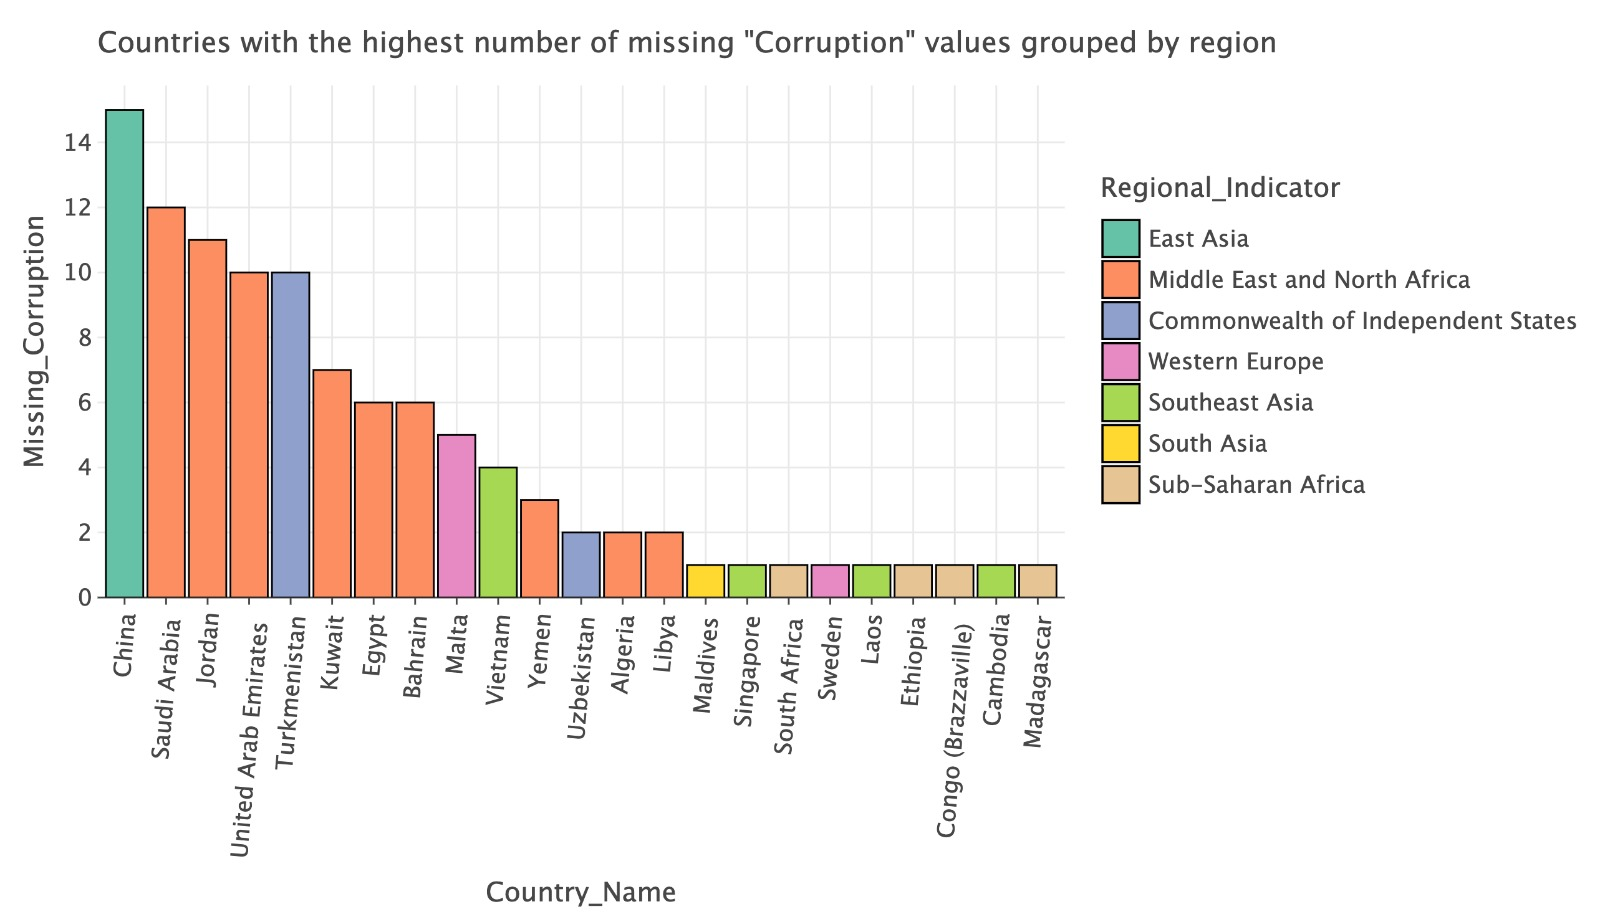 Countries with the highest number of missing "Corruption" values grouped by region
Missing_Corruption
14
12
10
8
6
4
2
0
China
Saudi Arabia
Jordan
United Arab Emirates
Turkmenistan
Kuwait
Egypt
Bahrain
Malta
Vietnam
Yemen
Uzbekistan
Algeria
Libya
Maldives
Singapore
South Africa
Sweden
Laos
Ethiopia
Congo (Brazzaville)
Cambodia
Madagascar
Country_Name
Regional_Indicator
East Asia
Middle East and North Africa
Commonwealth of Independent States
Western Europe
Southeast Asia
South Asia
Sub-Saharan Africa